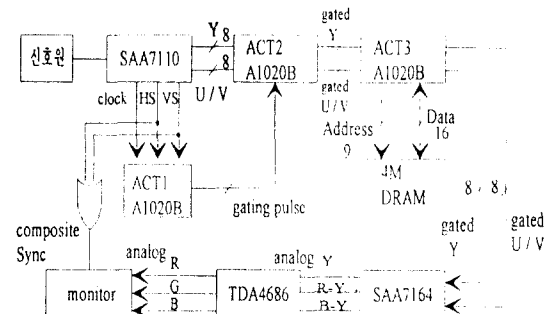 신호원
SAA7110
Y 8
8
U / V
ACT2
A1020B
gated
Y
gated
U / V
ACT3
A1020B
clock HS VS
Address
9
Data
16
ACT1
A1020B
gating pulse
4M
DRAM
8 / 8
gated
Y
gated
U / V
composite
Sync
monitor
analog R
G
B
TDA4686
analog Y
R-Y
B-Y
SAA7164